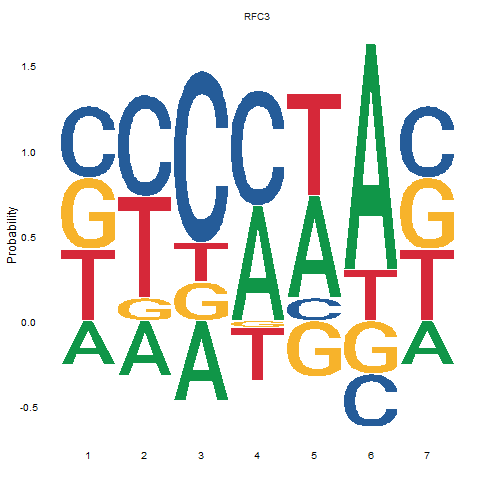 RFC3
Probability
1.5
1.0
0.5
0.0
-0.5
C C C C T A C
G T T A A T G
T G G G C G T
A A A T G C A
1 2 3 4 5 6 7